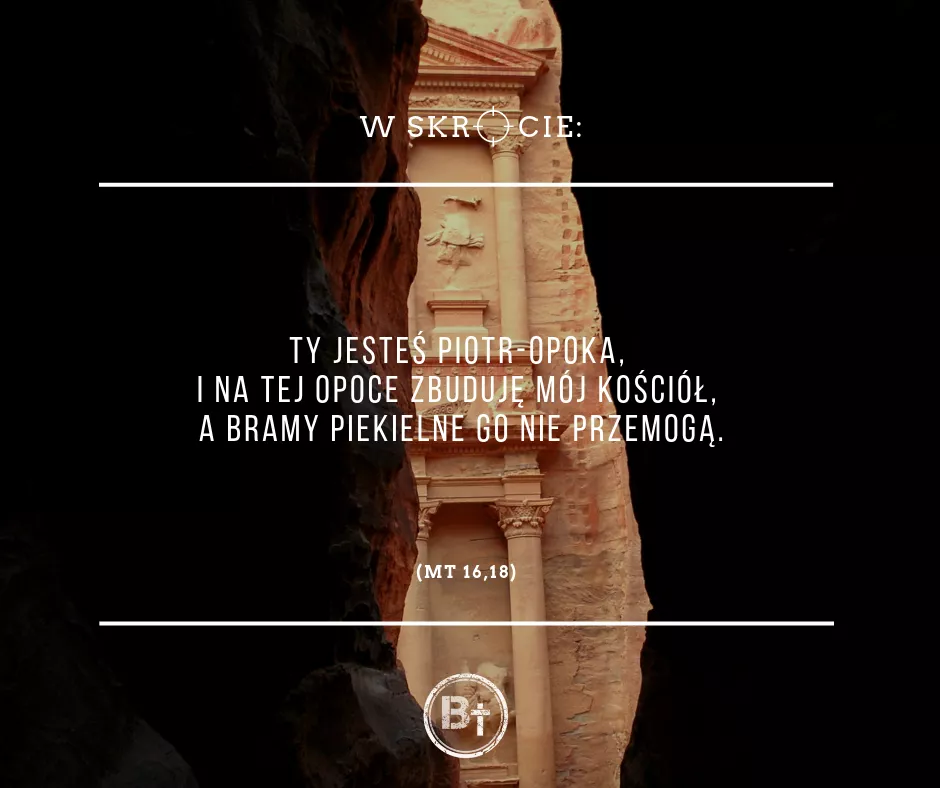 W SKRÓCIE:
TY JESTEŚ PIOTR-OPOKA,
I NA TEJ OPOCE ZBUDUJĘ MÓJ KOŚCIÓŁ,
A BRAMY PIEKIELNE GO NIE PRZEMOGĄ.
(MT 16,18)
Bt